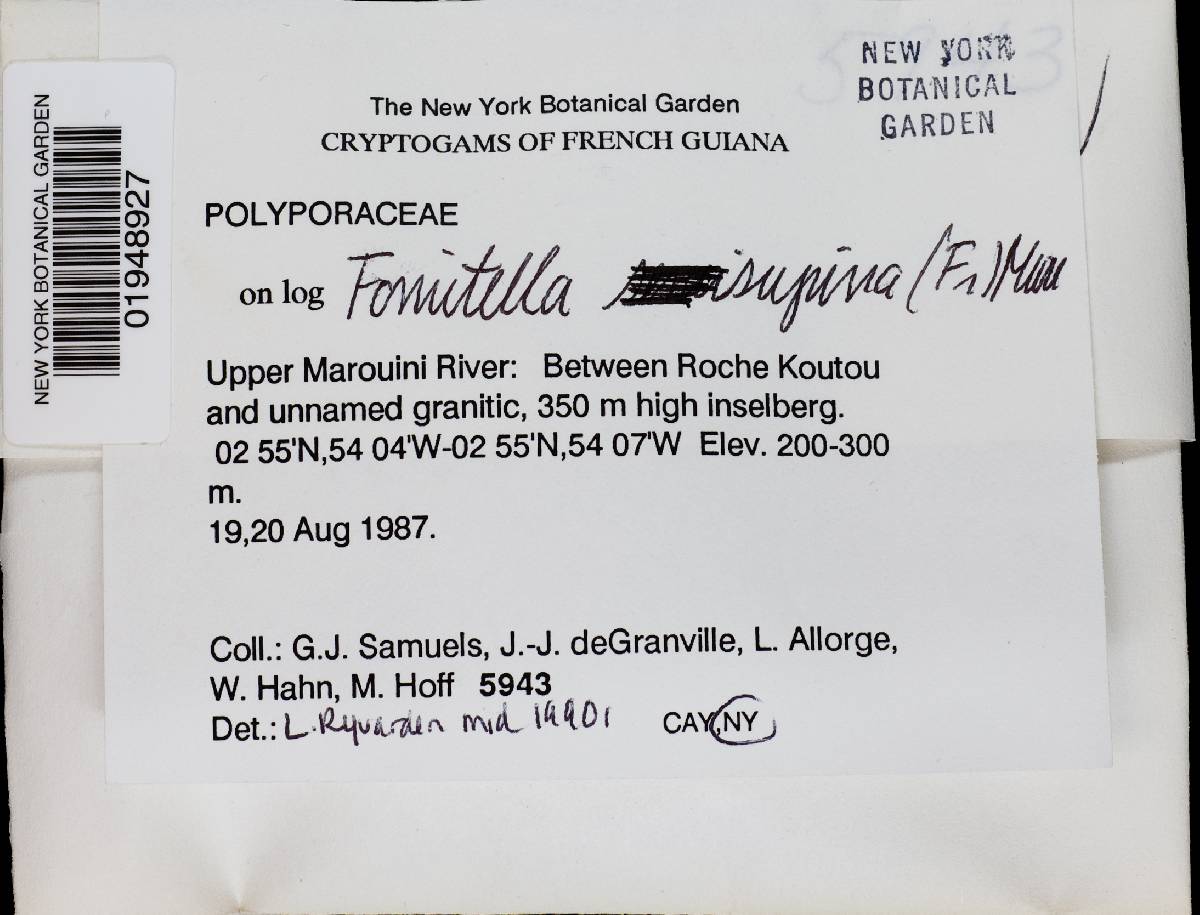 NEW YORK
BOTANICAL
GARDEN
NEW YORK BOTANICAL GARDEN
01948927
The New York Botanical Garden
CRYPTOGAMS OF FRENCH GUIANA
POLYPORACEAE
on log Fomitella supina (Fr) Murr
Upper Marouini River: Between Roche Koutou
and unnamed granitic, 350 m high inselberg.
02 55'N,54 04'W-02 55'N,54 07'W Elev. 200-300
m.
19,20 Aug 1987.
Coll.: G.J. Samuels, J.-J. deGranville, L. Allorge,
W. Hahn, M. Hoff 5943
Det.: L. Ryvarden mid 1990s CAY,NY